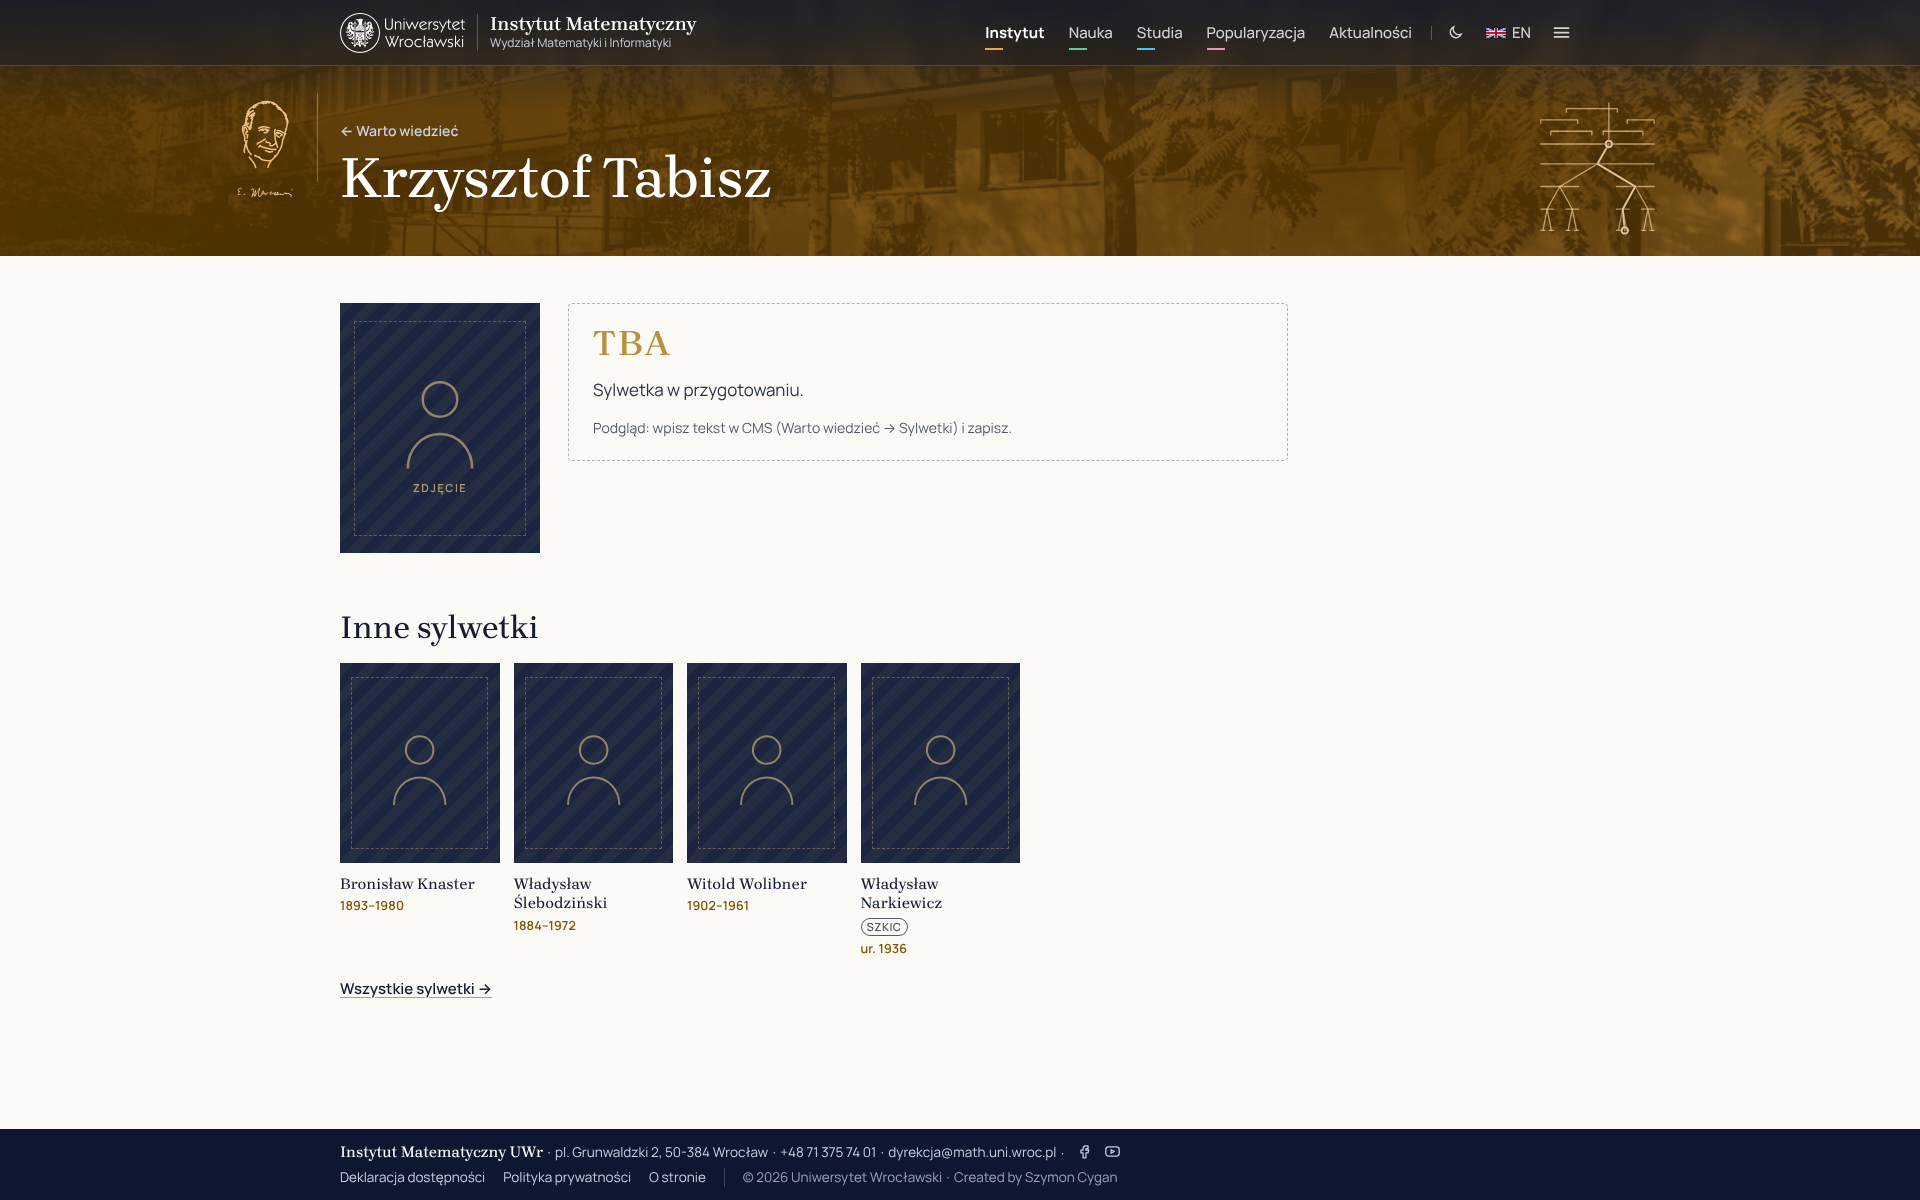 Uniwersytet Wrocławski
Instytut Matematyczny
Wydział Matematyki i Informatyki
Instytut
Nauka
Studia
Popularyzacja
Aktualności
EN
← Warto wiedzieć
Krzysztof Tabisz
ZDJĘCIE
TBA
Sylwetka w przygotowaniu.
Podgląd: wpisz tekst w CMS (Warto wiedzieć → Sylwetki) i zapisz.
Inne sylwetki
Bronisław Knaster
1893–1980
Władysław
Ślebodziński
1884–1972
Witold Wolibner
1902–1961
Władysław
Narkiewicz
SZKIC
ur. 1936
Wszystkie sylwetki →
Instytut Matematyczny UWr · pl. Grunwaldzki 2, 50-384 Wrocław · +48 71 375 74 01 · dyrekcja@math.uni.wroc.pl ·
Deklaracja dostępności
Polityka prywatności
O stronie
© 2026 Uniwersytet Wrocławski · Created by Szymon Cygan